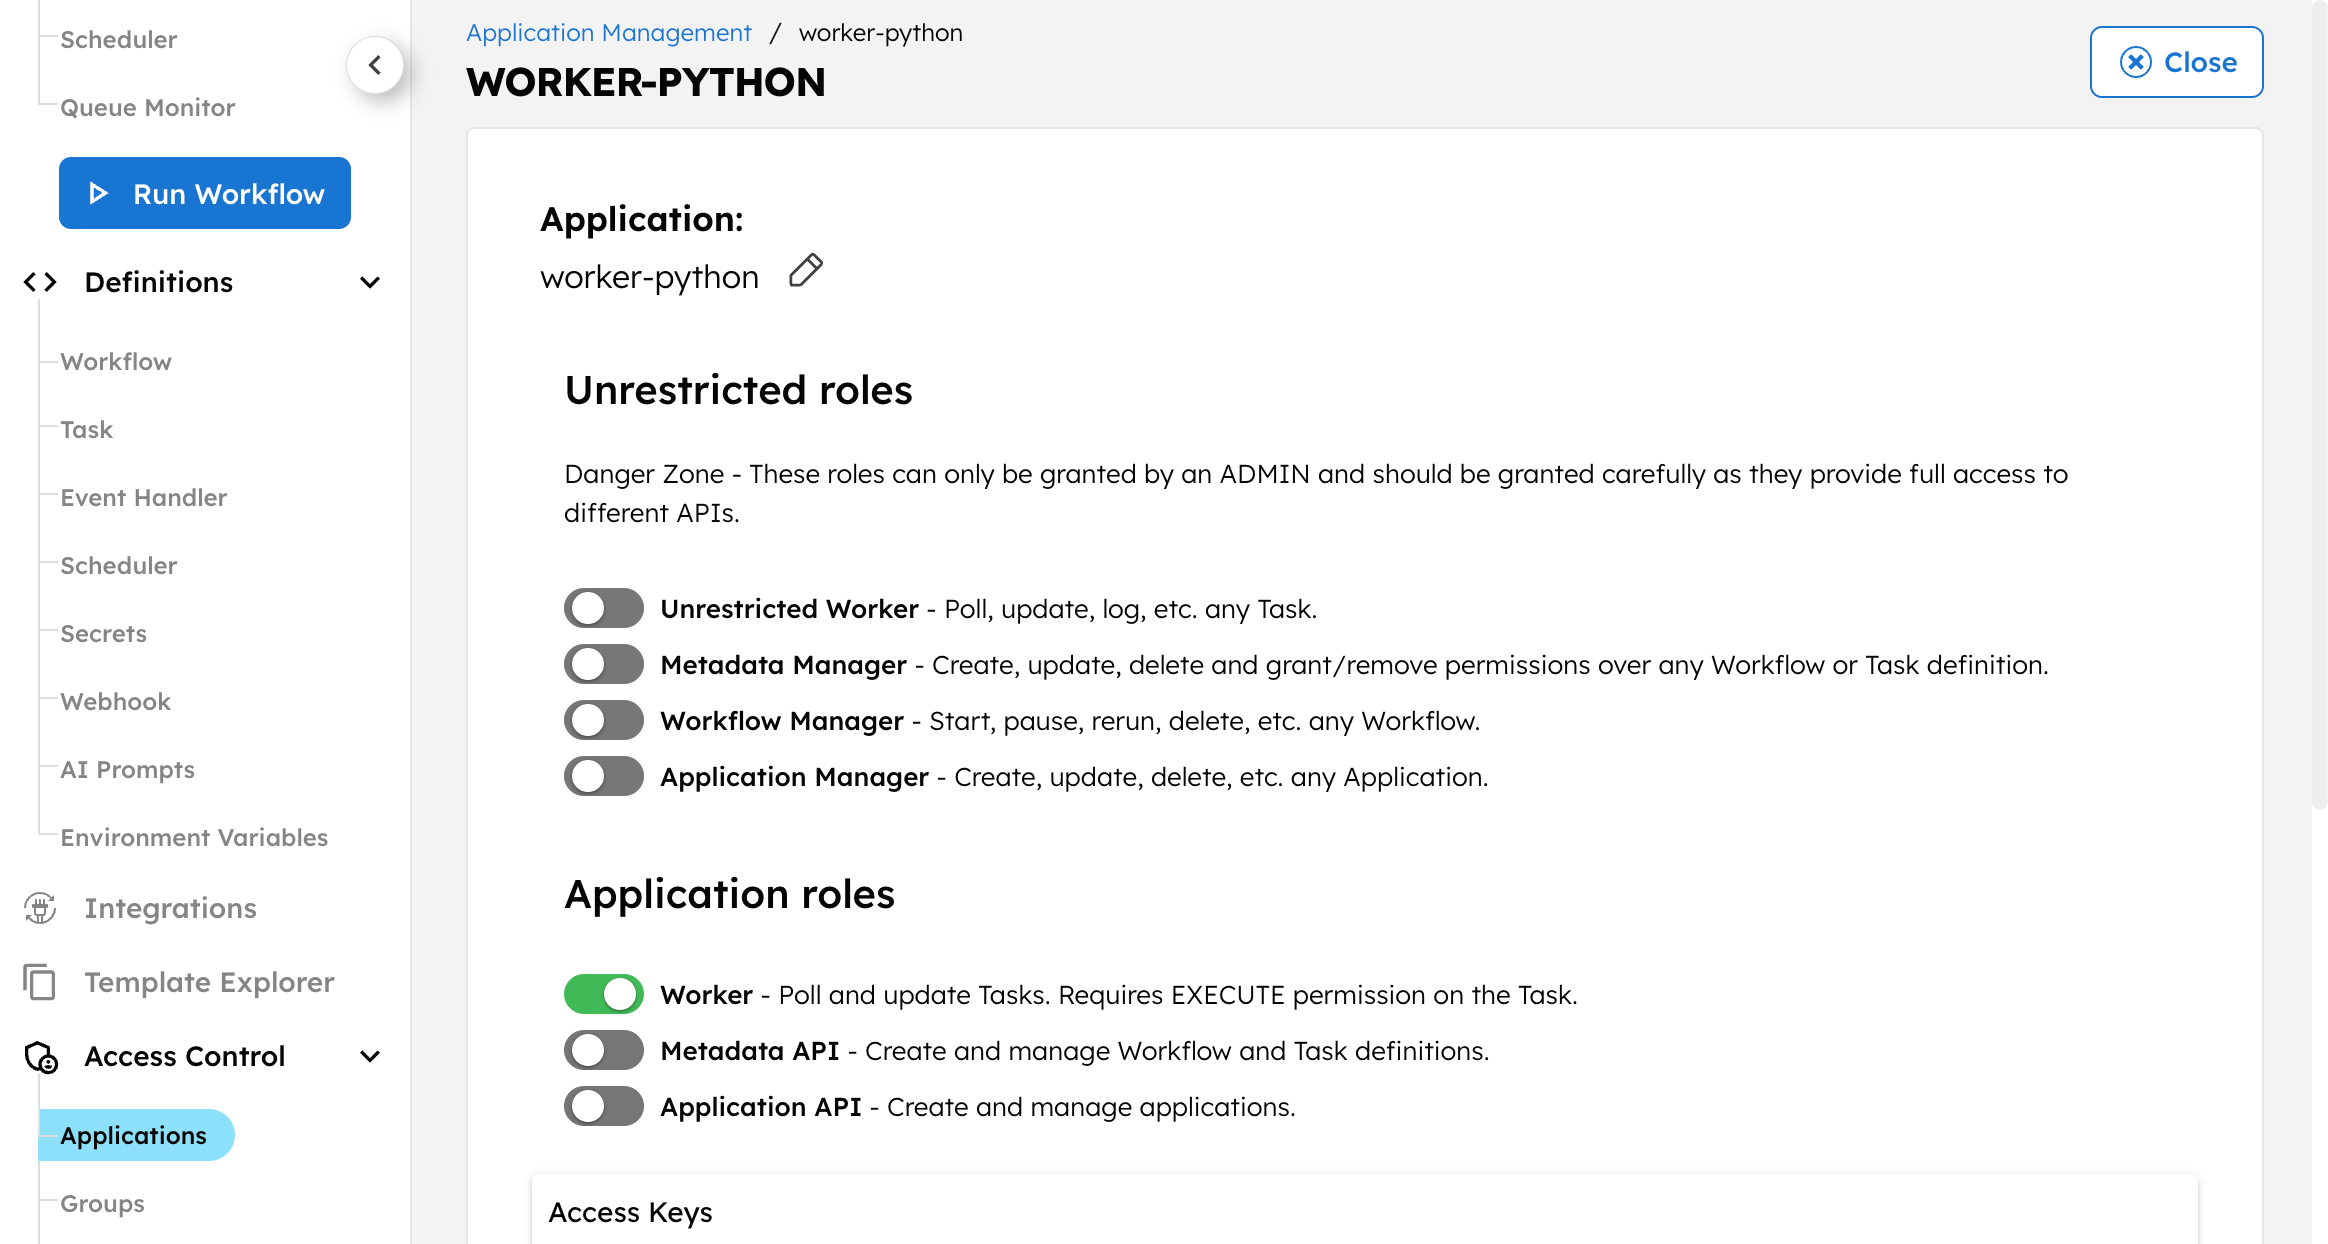 Scheduler
Queue Monitor
Run Workflow
Definitions
Workflow
Task
Event Handler
Scheduler
Secrets
Webhook
AI Prompts
Environment Variables
Integrations
Template Explorer
Access Control
Applications
Groups
Application Management / worker-python
WORKER-PYTHON
Close
Application:
worker-python
Unrestricted roles
Danger Zone - These roles can only be granted by an ADMIN and should be granted carefully as they provide full access to
different APIs.
Unrestricted Worker - Poll, update, log, etc. any Task.
Metadata Manager - Create, update, delete and grant/remove permissions over any Workflow or Task definition.
Workflow Manager - Start, pause, rerun, delete, etc. any Workflow.
Application Manager - Create, update, delete, etc. any Application.
Application roles
Worker - Poll and update Tasks. Requires EXECUTE permission on the Task.
Metadata API - Create and manage Workflow and Task definitions.
Application API - Create and manage applications.
Access Keys